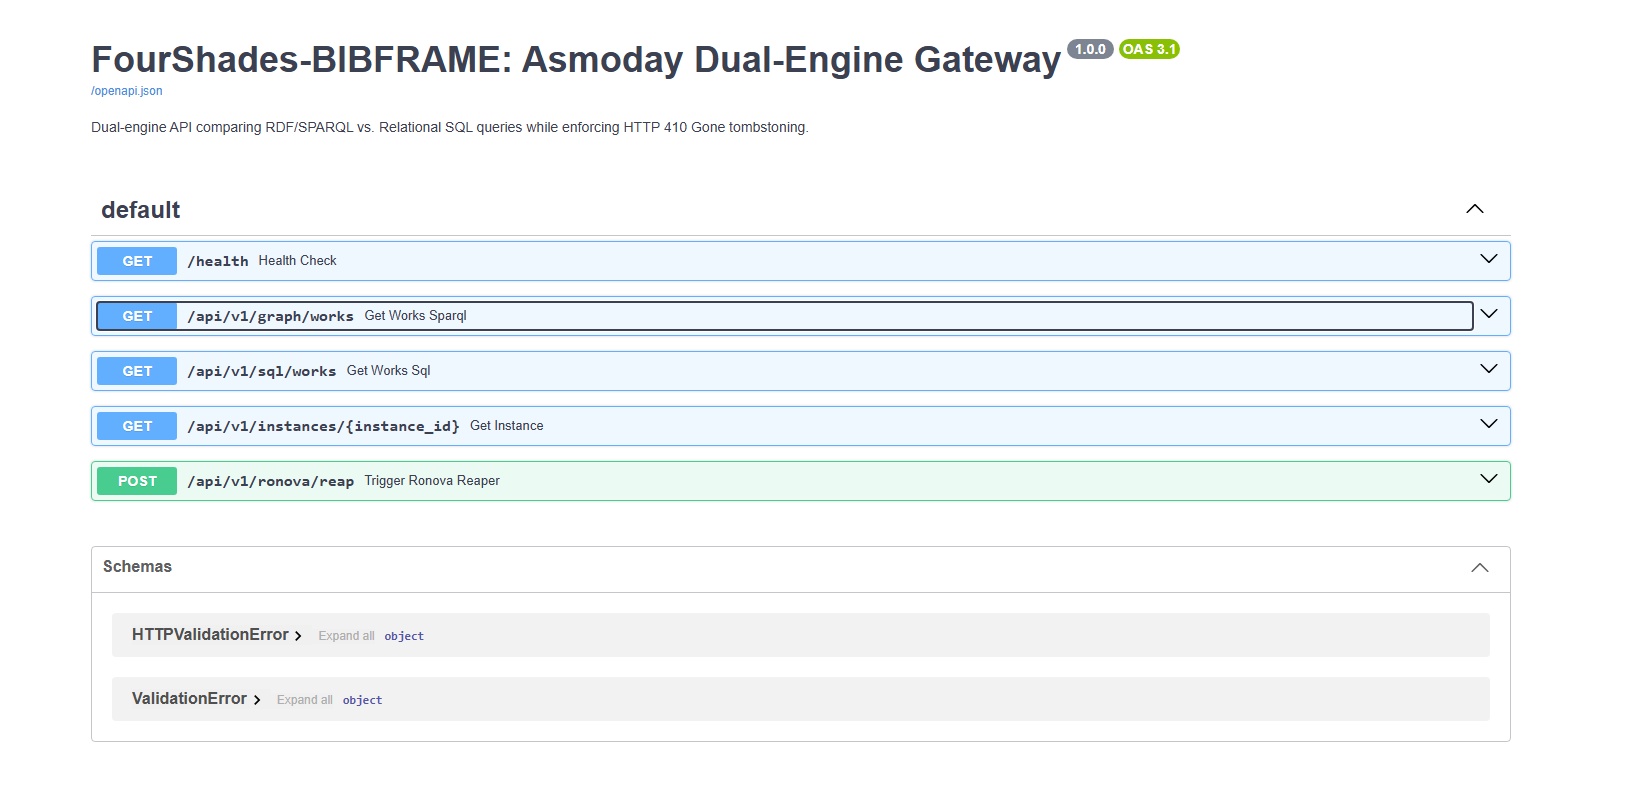 FourShades-BIBFRAME: Asmoday Dual-Engine Gateway 1.0.0 OAS 3.1
/openapi.json
Dual-engine API comparing RDF/SPARQL vs. Relational SQL queries while enforcing HTTP 410 Gone tombstoning.
default
GET /health Health Check
GET /api/v1/graph/works Get Works Sparql
GET /api/v1/sql/works Get Works Sql
GET /api/v1/instances/{instance_id} Get Instance
POST /api/v1/ronova/reap Trigger Ronova Reaper
Schemas
HTTPValidationError Expand all object
ValidationError Expand all object